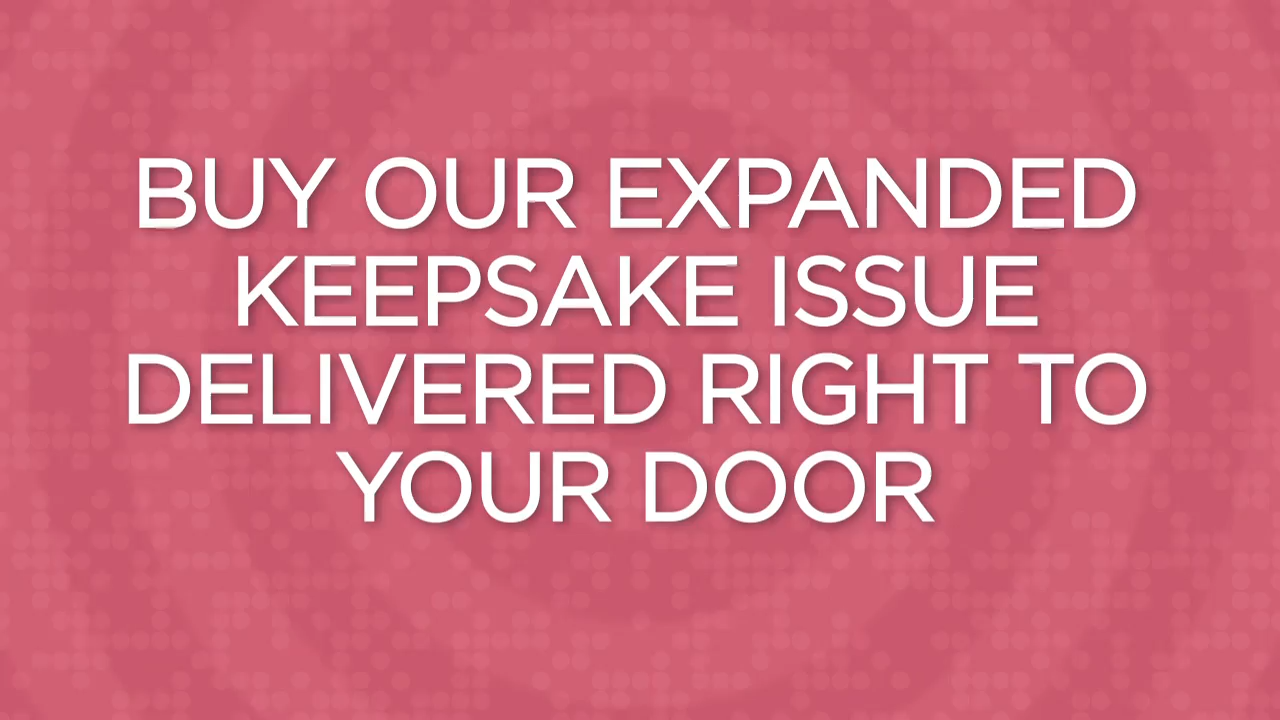 BUY OUR EXPANDED
KEEPSAKE ISSUE
DELIVERED RIGHT TO
YOUR DOOR